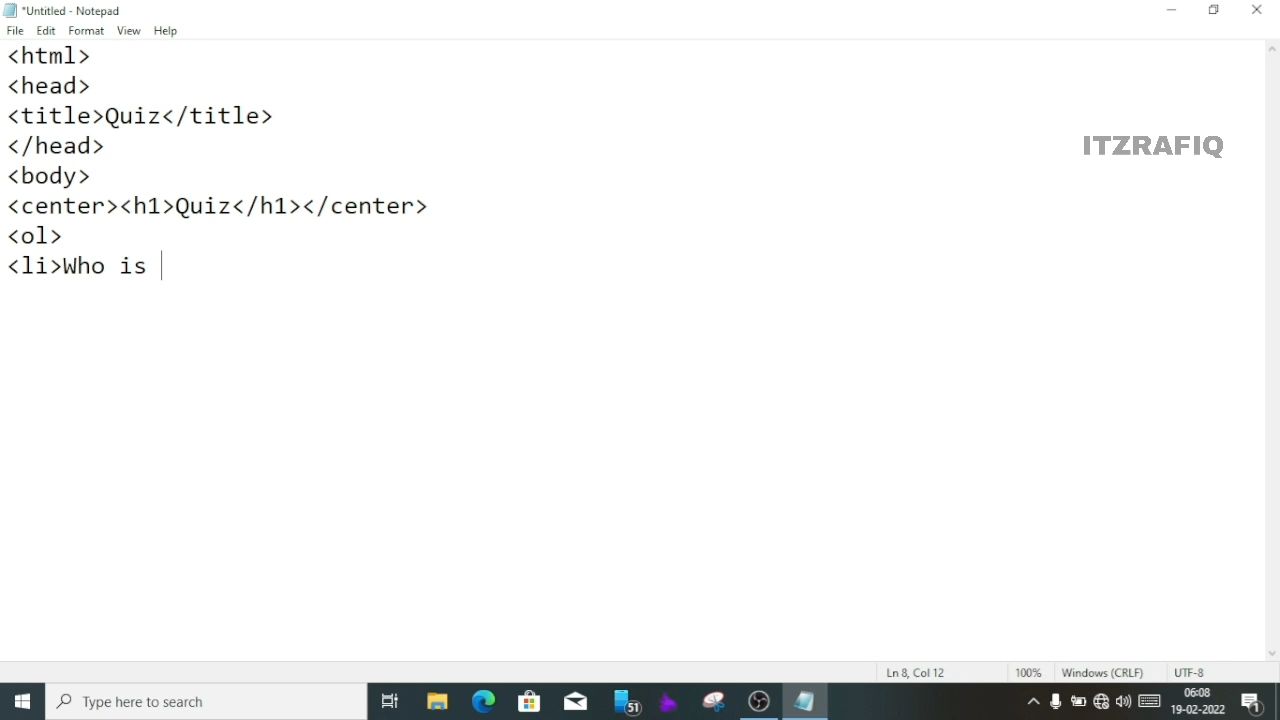 *Untitled - Notepad
File Edit Format View Help
<html>
<head>
<title>Quiz</title>
</head>
<body>
<center><h1>Quiz</h1></center>
<ol>
<li>Who is
ITZRAFIQ
Ln 8, Col 12 100% Windows (CRLF) UTF-8
Type here to search
51
06:08
19-02-2022
1